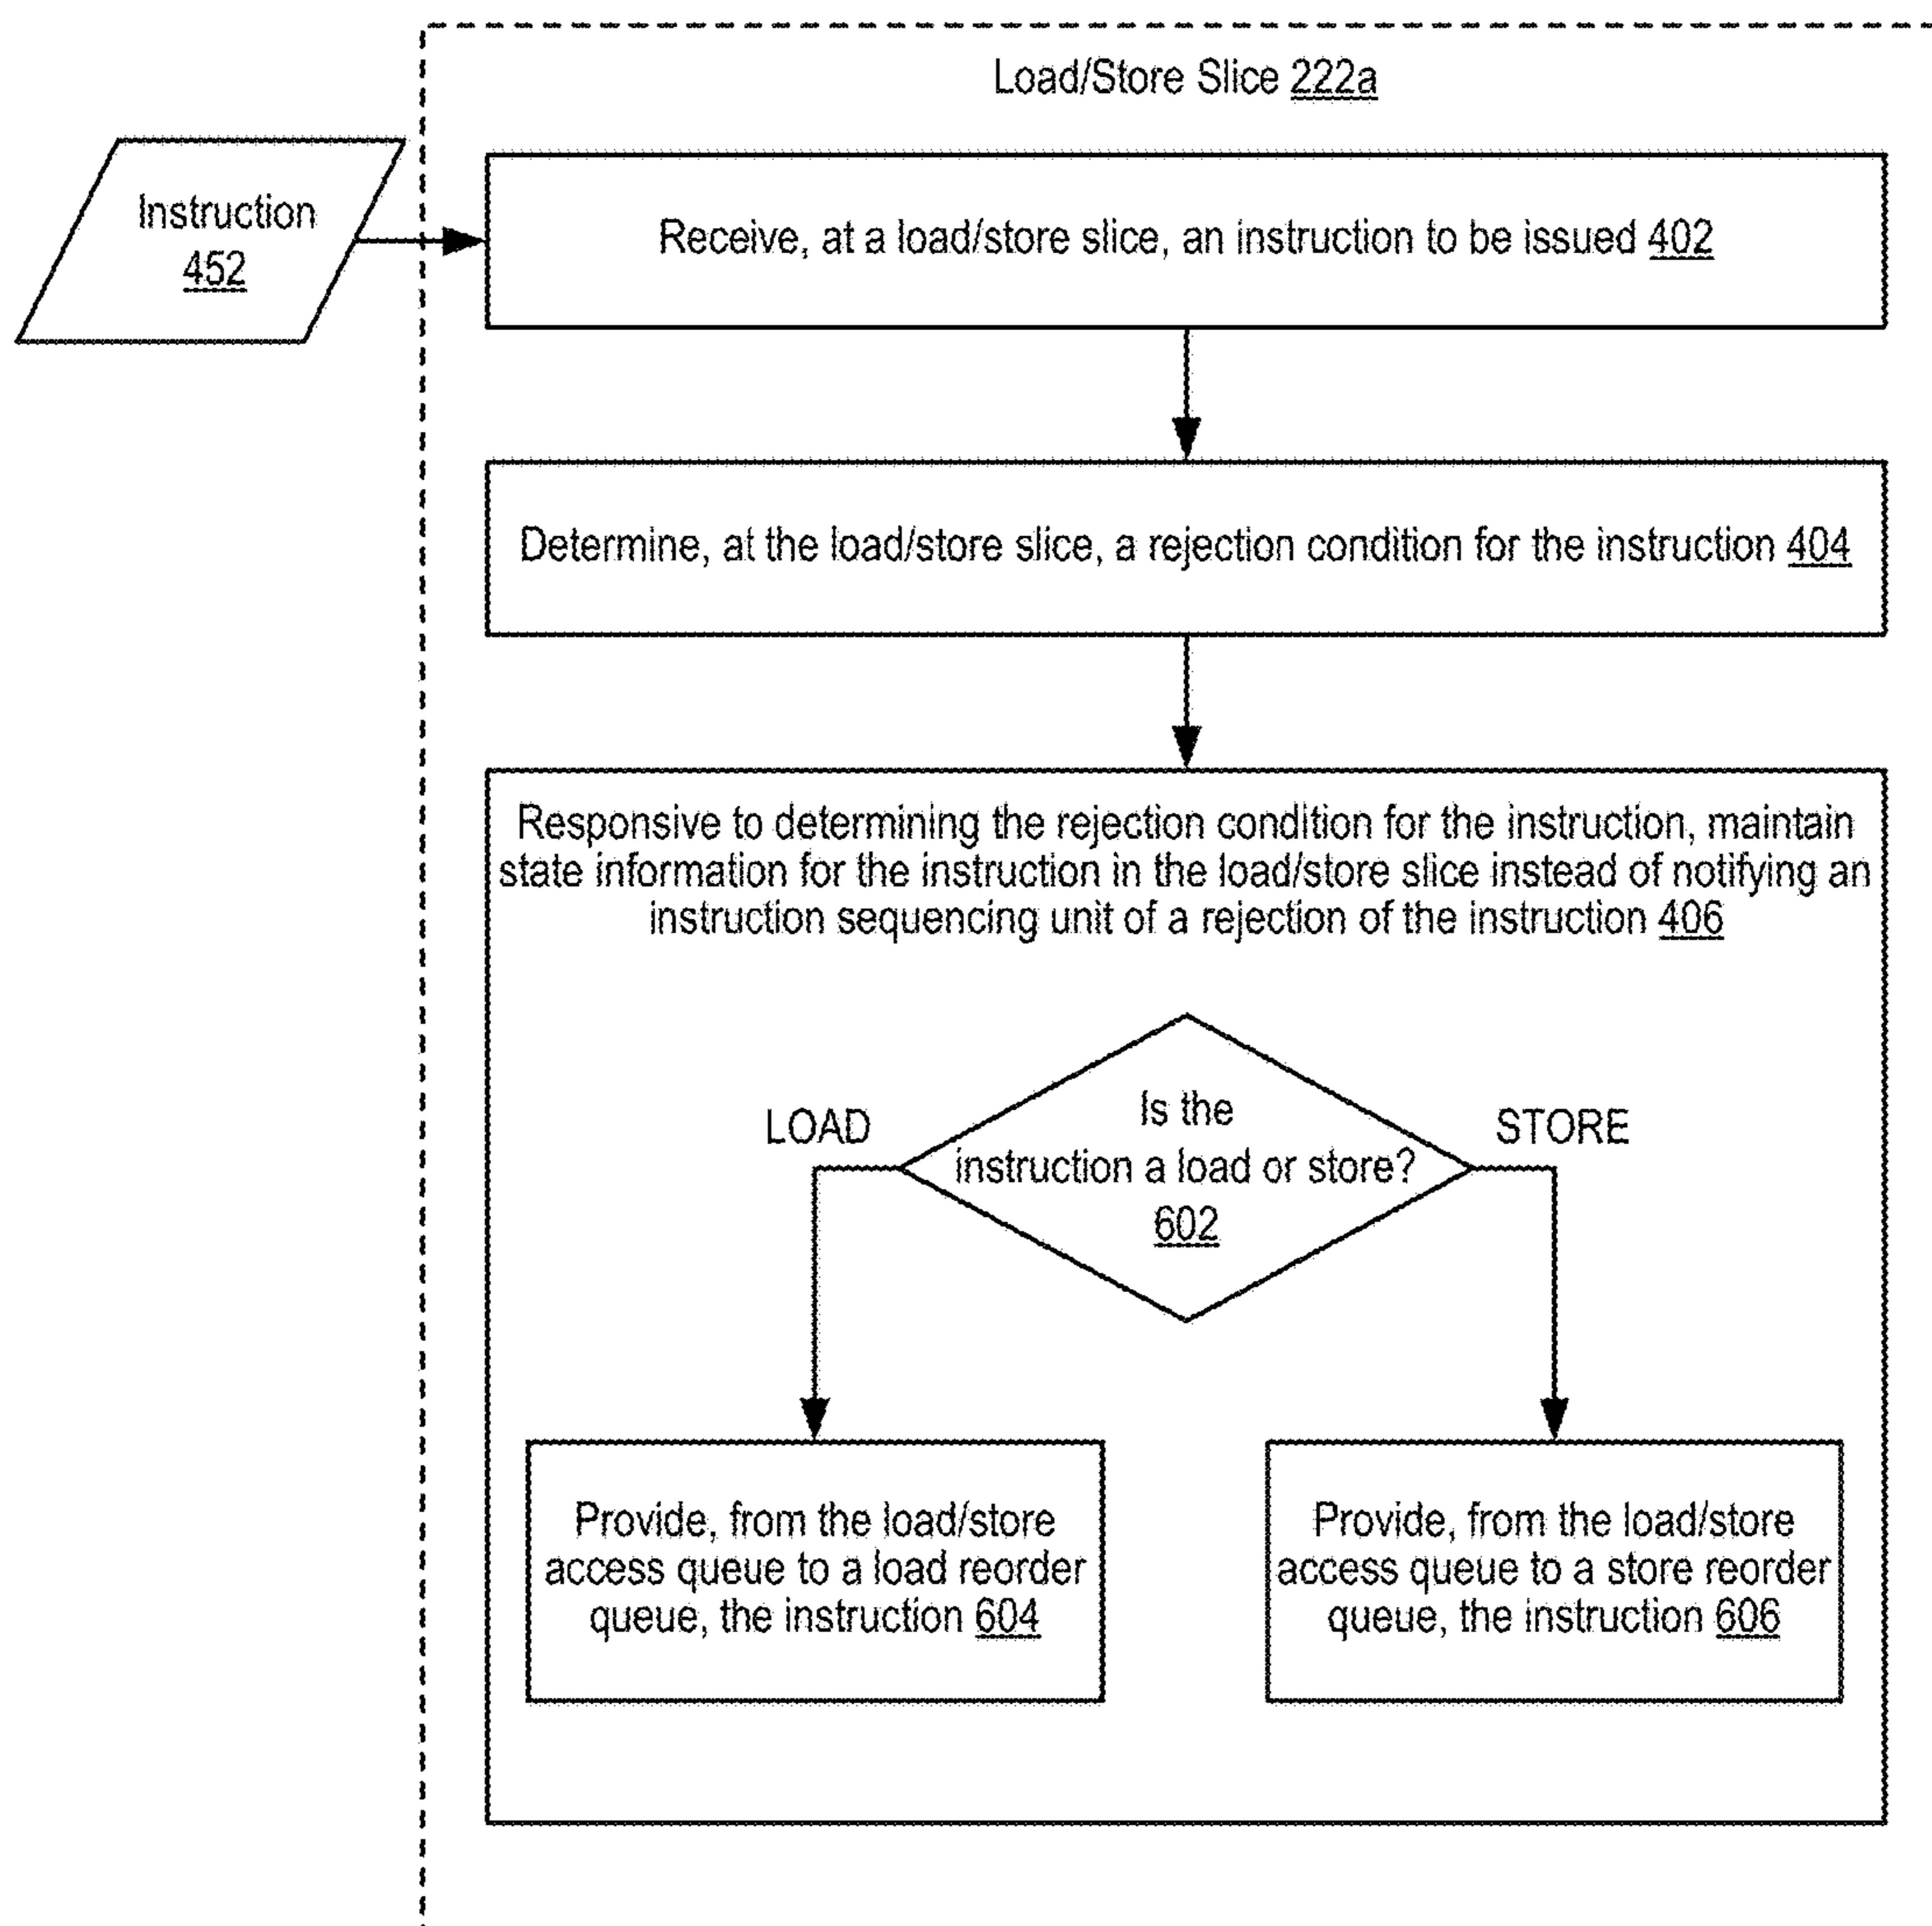 Load/Store Slice 222a
Instruction
452
Receive, at a load/store slice, an instruction to be issued 402
Determine, at the load/store slice, a rejection condition for the instruction 404
Responsive to determining the rejection condition for the instruction, maintain
state information for the instruction in the load/store slice instead of notifying an
instruction sequencing unit of a rejection of the instruction 406
LOAD
Is the
instruction a load or store?
602
STORE
Provide, from the load/store
access queue to a load reorder
queue, the instruction 604
Provide, from the load/store
access queue to a store reorder
queue, the instruction 606